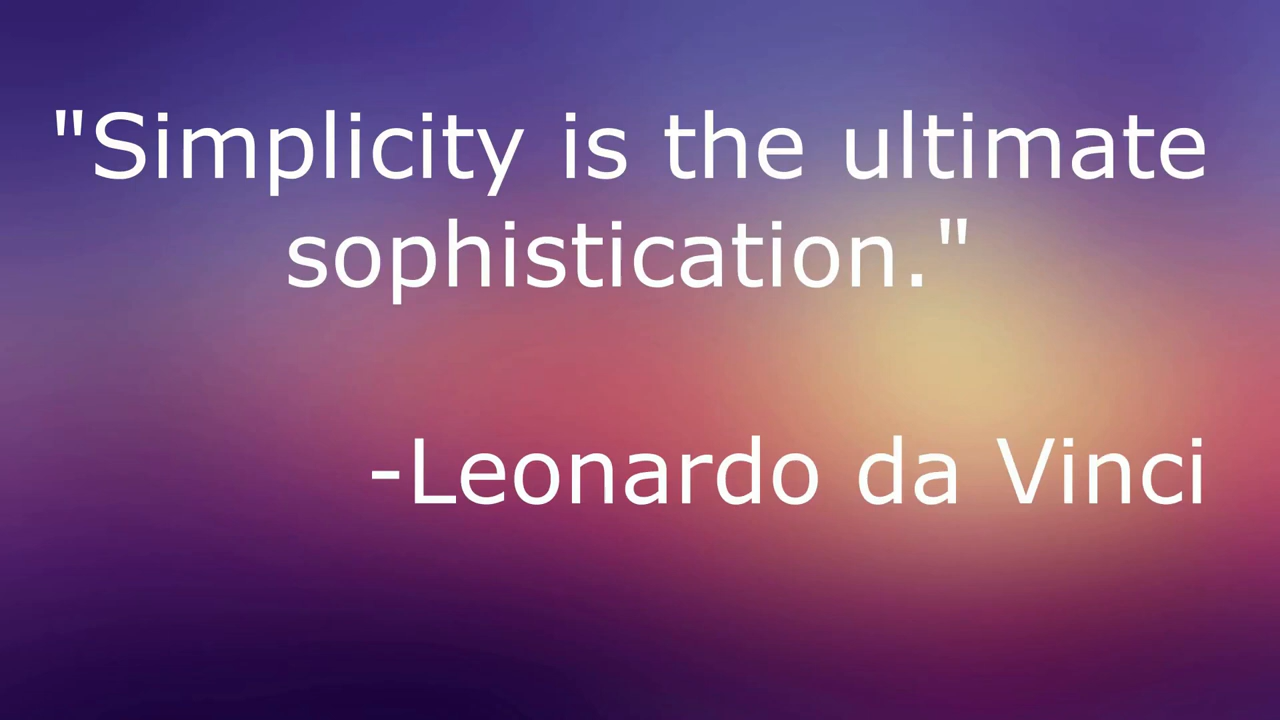 "Simplicity is the ultimate
sophistication."
-Leonardo da Vinci